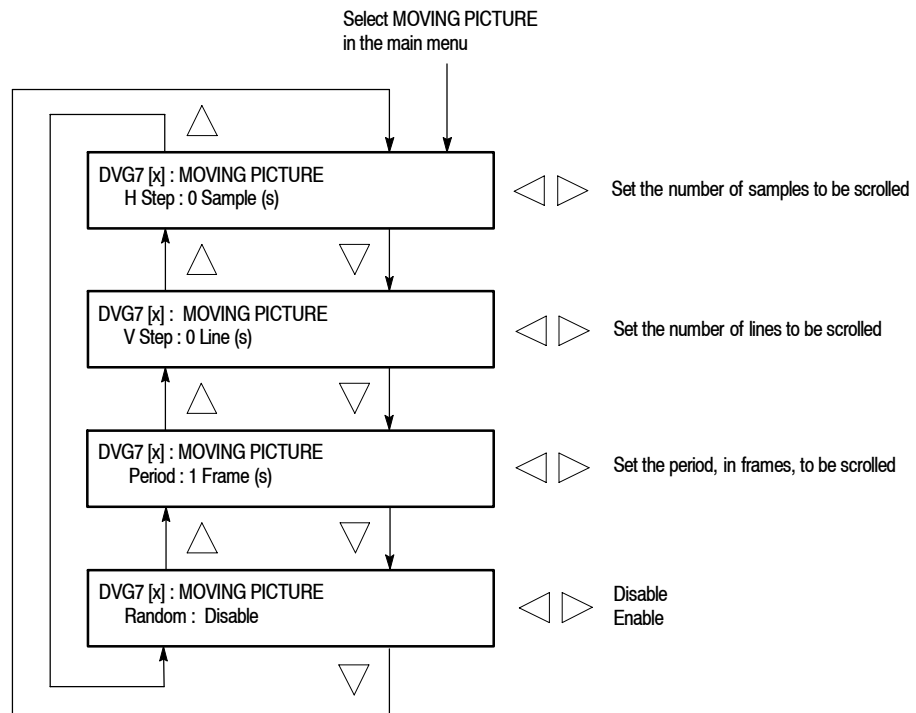 Select MOVING PICTURE
in the main menu
DVG7 [x] : MOVING PICTURE
H Step : 0 Sample (s)
Set the number of samples to be scrolled
DVG7 [x] : MOVING PICTURE
V Step : 0 Line (s)
Set the number of lines to be scrolled
DVG7 [x] : MOVING PICTURE
Period : 1 Frame (s)
Set the period, in frames, to be scrolled
DVG7 [x] : MOVING PICTURE
Random : Disable
Disable
Enable